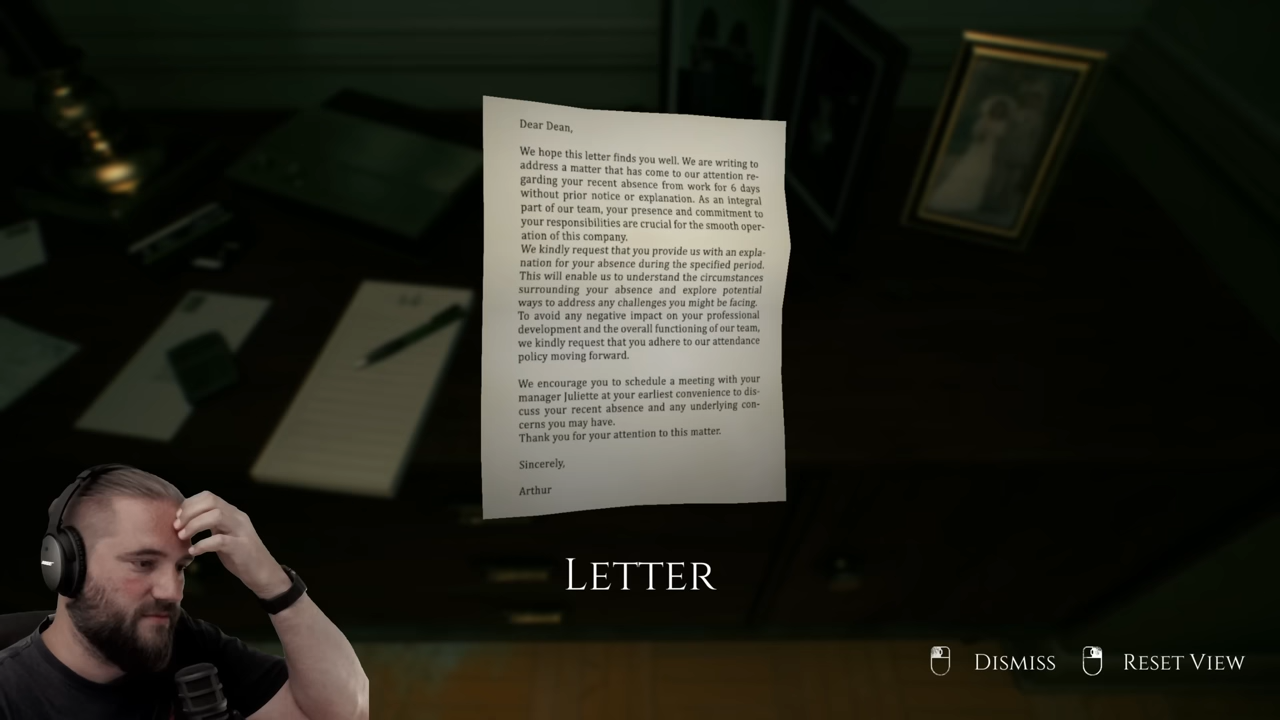 Dear Dean,
We hope this letter finds you well. We are writing to
address a matter that has come to our attention re-
garding your recent absence from work for 6 days
without prior notice or explanation. As an integral
part of our team, your presence and commitment to
your responsibilities are crucial for the smooth oper-
ation of this company.
We kindly request that you provide us with an expla-
nation for your absence during the specified period.
This will enable us to understand the circumstances
surrounding your absence and explore potential
ways to address any challenges you might be facing.
To avoid any negative impact on your professional
development and the overall functioning of our team,
we kindly request that you adhere to our attendance
policy moving forward.
We encourage you to schedule a meeting with your
manager Juliette at your earliest convenience to dis-
cuss your recent absence and any underlying con-
cerns you may have.
Thank you for your attention to this matter.
Sincerely,
Arthur
Letter
Dismiss Reset View